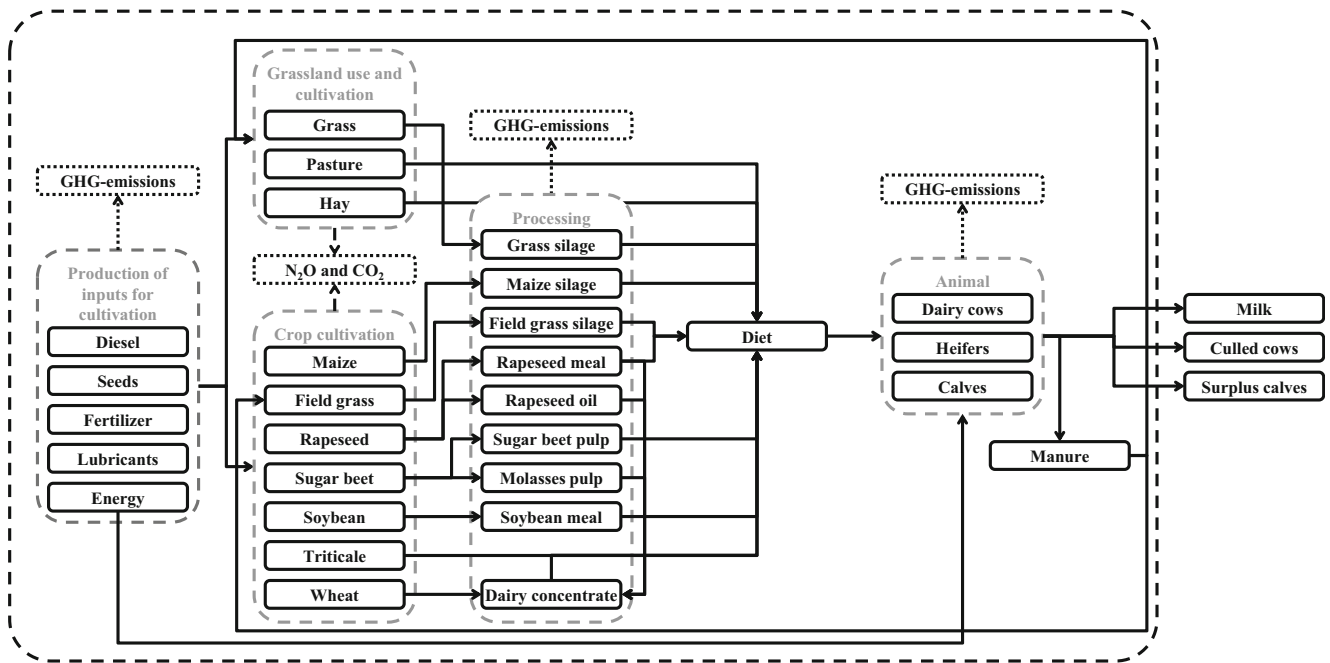 Grassland use and
cultivation
Grass
Pasture
Hay
GHG-emissions
GHG-emissions
GHG-emissions
N₂O and CO₂
Production of
inputs for
cultivation
Diesel
Seeds
Fertilizer
Lubricants
Energy
Crop cultivation
Maize
Field grass
Rapeseed
Sugar beet
Soybean
Triticale
Wheat
Processing
Grass silage
Maize silage
Field grass silage
Rapeseed meal
Rapeseed oil
Sugar beet pulp
Molasses pulp
Soybean meal
Dairy concentrate
Diet
Animal
Dairy cows
Heifers
Calves
Manure
Milk
Culled cows
Surplus calves